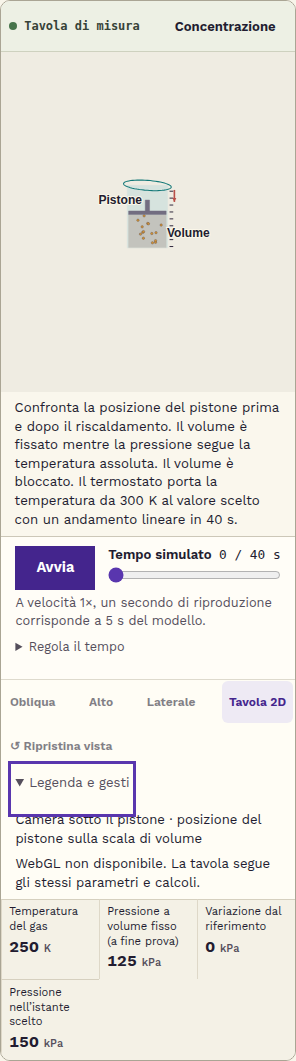 Tavola di misura
Concentrazione
Pistone
Volume
Confronta la posizione del pistone prima
e dopo il riscaldamento. Il volume è
fissato mentre la pressione segue la
temperatura assoluta. Il volume è
bloccato. Il termostato porta la
temperatura da 300 K al valore scelto
con un andamento lineare in 40 s.
Avvia
Tempo simulato 0 / 40 s
A velocità 1×, un secondo di riproduzione
corrisponde a 5 s del modello.
▶ Regola il tempo
Obliqua
Alto
Laterale
Tavola 2D
↺ Ripristina vista
▼ Legenda e gesti
Camera sotto il pistone · posizione del
pistone sulla scala di volume
WebGL non disponibile. La tavola segue
gli stessi parametri e calcoli.
Temperatura
del gas
250 K
Pressione a
volume fisso
(a fine prova)
125 kPa
Variazione dal
riferimento
0 kPa
Pressione
nell'istante
scelto
150 kPa